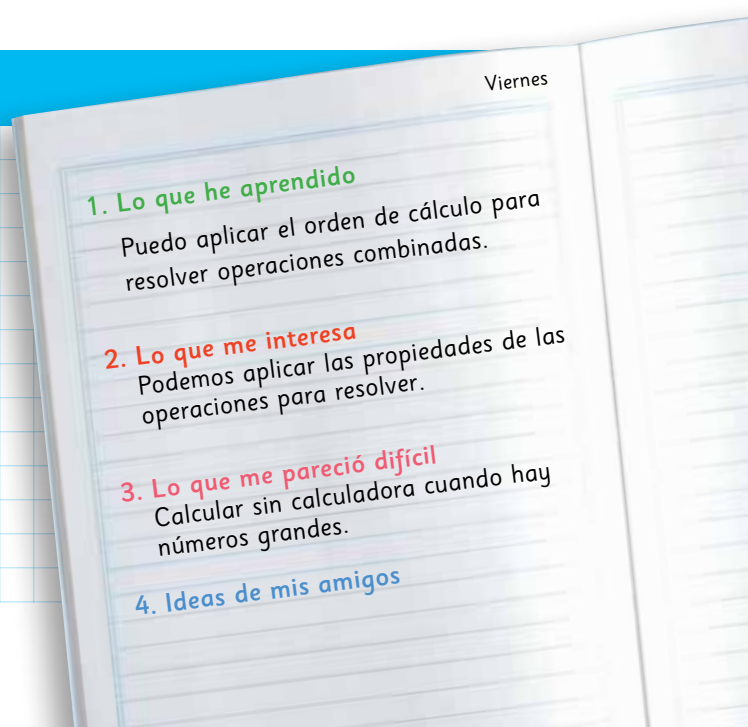 Viernes
1. Lo que he aprendido
Puedo aplicar el orden de cálculo para
resolver operaciones combinadas.
2. Lo que me interesa
Podemos aplicar las propiedades de las
operaciones para resolver.
3. Lo que me pareció difícil
Calcular sin calculadora cuando hay
números grandes.
4. Ideas de mis amigos